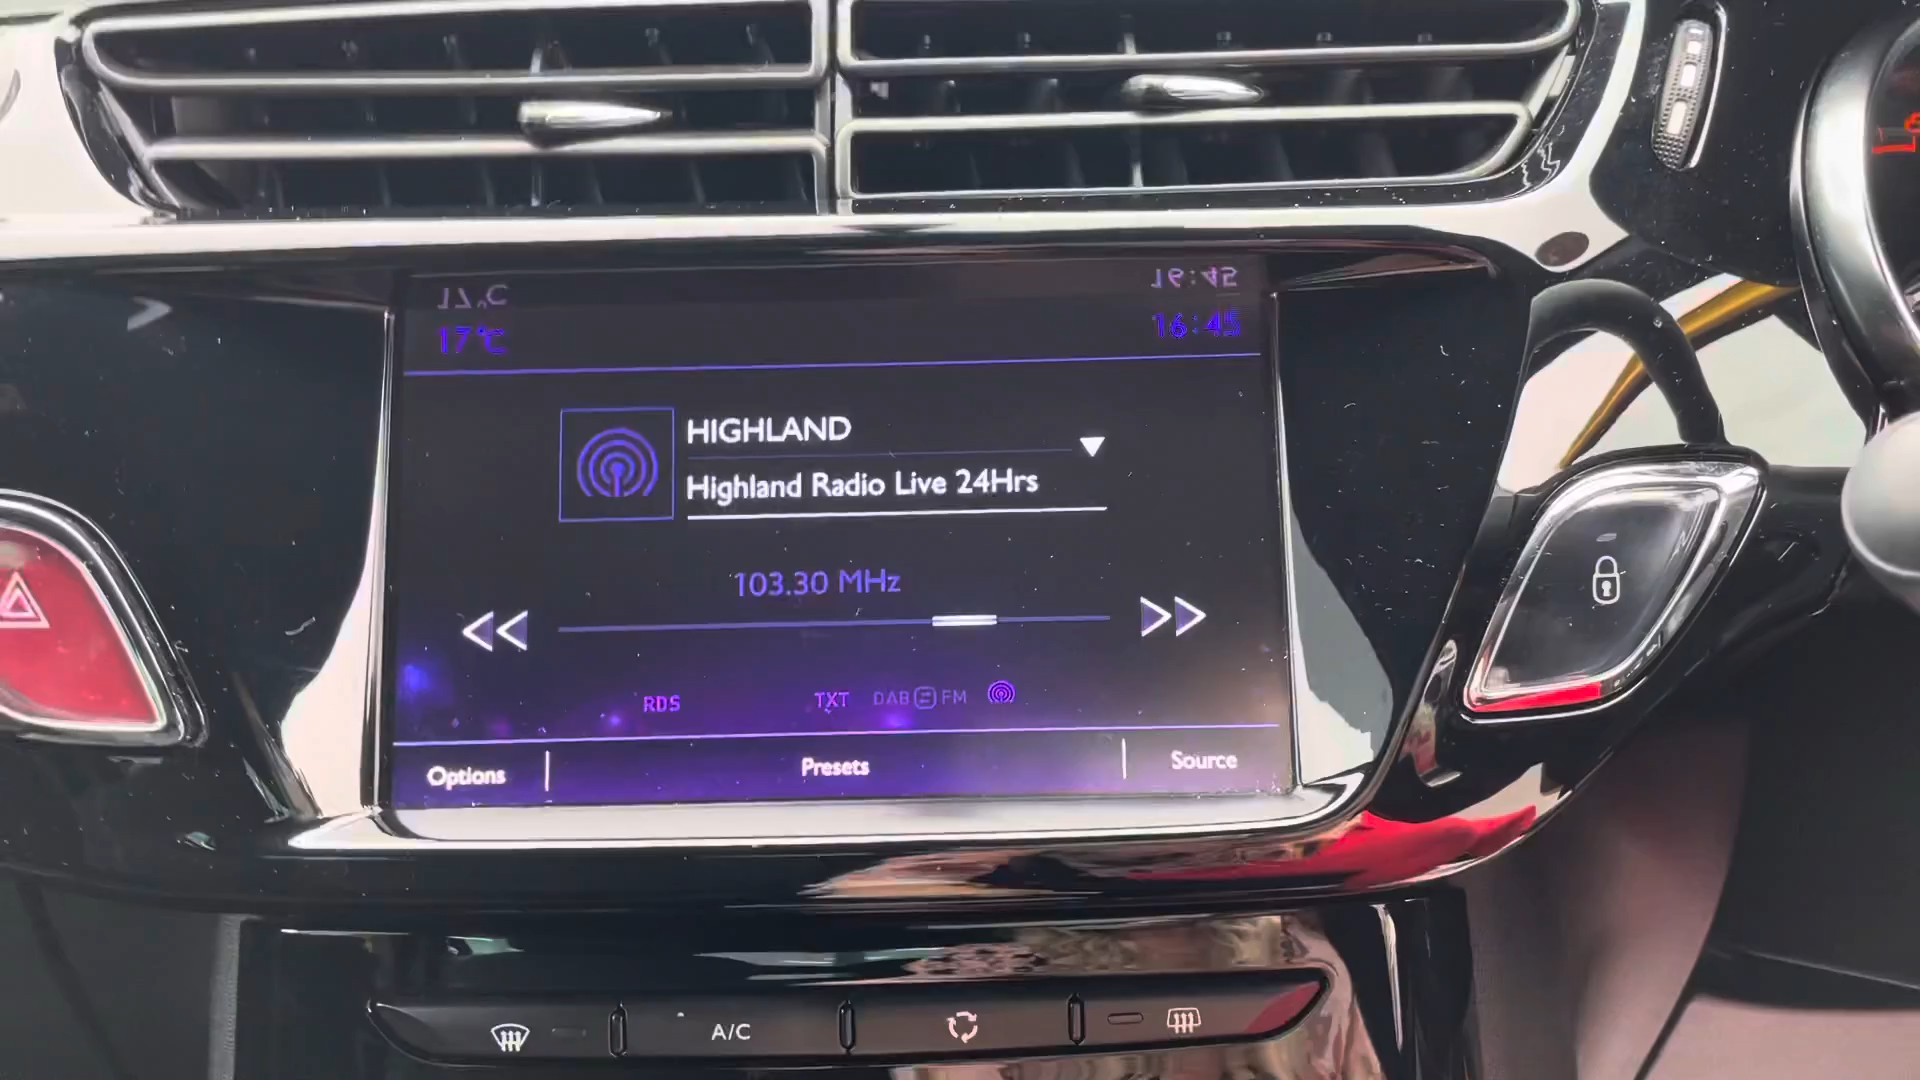 17°C
16:45
HIGHLAND
Highland Radio Live 24Hrs
103.30 MHz
RDS TXT DAB FM
Options Presets Source
A/C